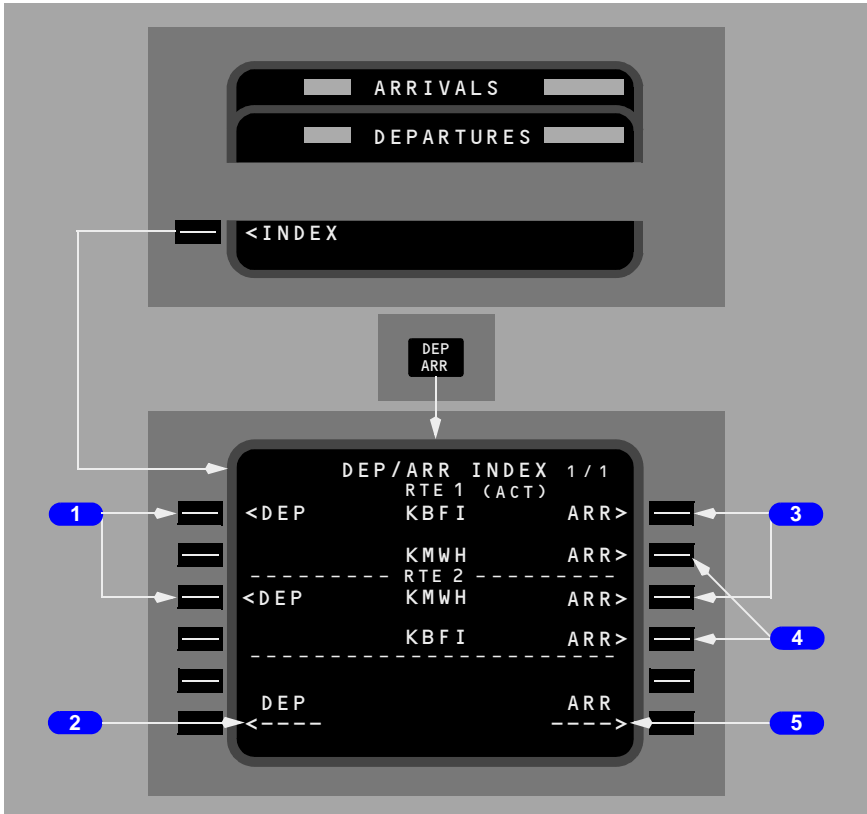 ARRIVALS
DEPARTURES
<INDEX
DEP
ARR
DEP/ARR INDEX 1/1
RTE 1 (ACT)
1 <DEP KBFI ARR> 3
KMWH ARR>
--------- RTE 2 ---------
<DEP KMWH ARR>
KBFI ARR> 4
------------------------
DEP ARR
2 <---- ----> 5